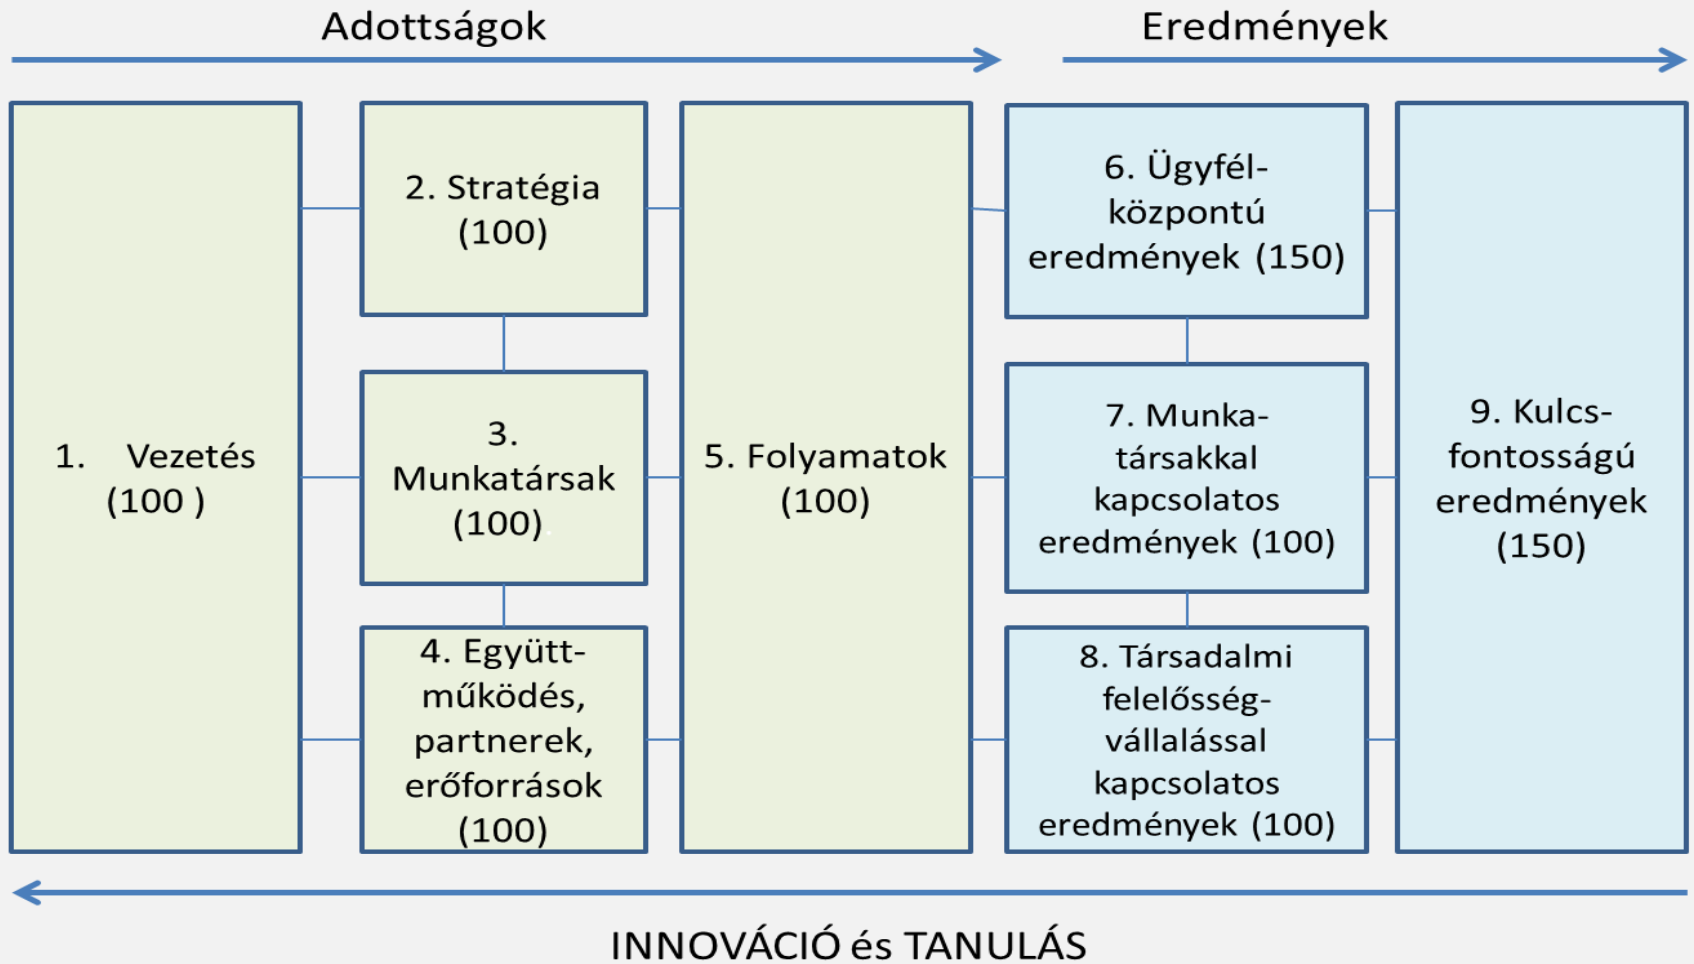 Adottságok
Eredmények
1. Vezetés
(100 )
2. Stratégia
(100)
3.
Munkatársak
(100).
4. Együtt-
működés,
partnerek,
erőforrások
(100)
5. Folyamatok
(100)
6. Ügyfél-
központú
eredmények (150)
7. Munka-
társakkal
kapcsolatos
eredmények (100)
8. Társadalmi
felelősség-
vállalással
kapcsolatos
eredmények (100)
9. Kulcs-
fontosságú
eredmények
(150)
INNOVÁCIÓ és TANULÁS